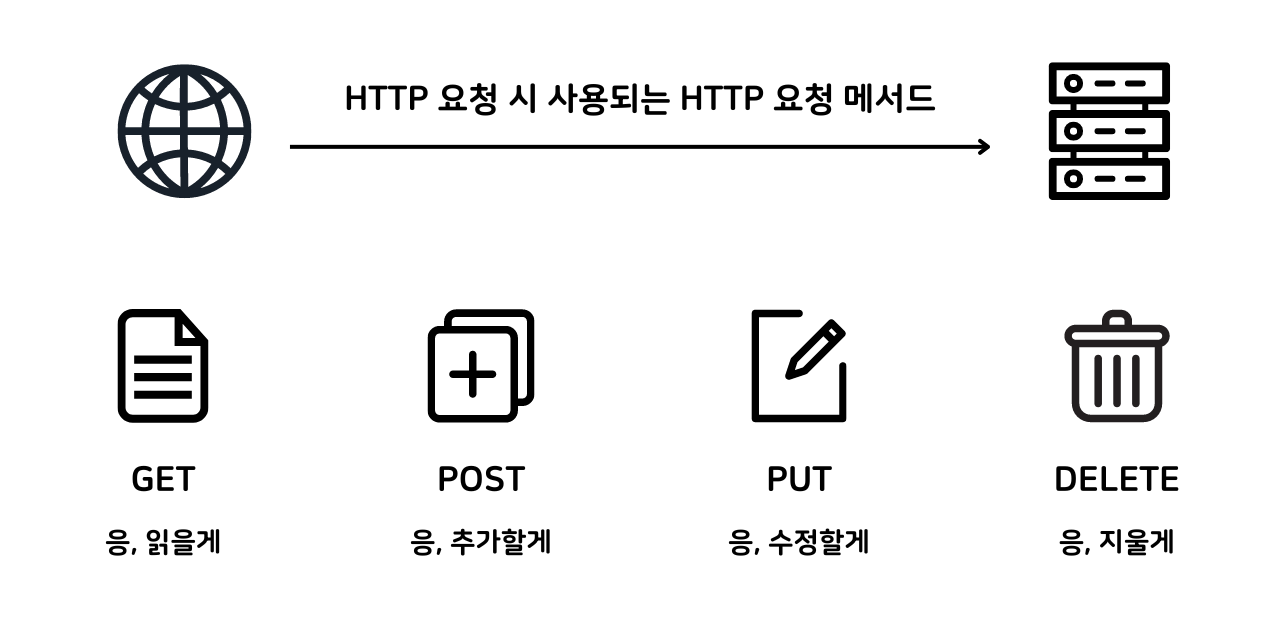 HTTP 요청 시 사용되는 HTTP 요청 메서드
GET
POST
PUT
DELETE
응, 읽을게
응, 추가할게
응, 수정할게
응, 지울게